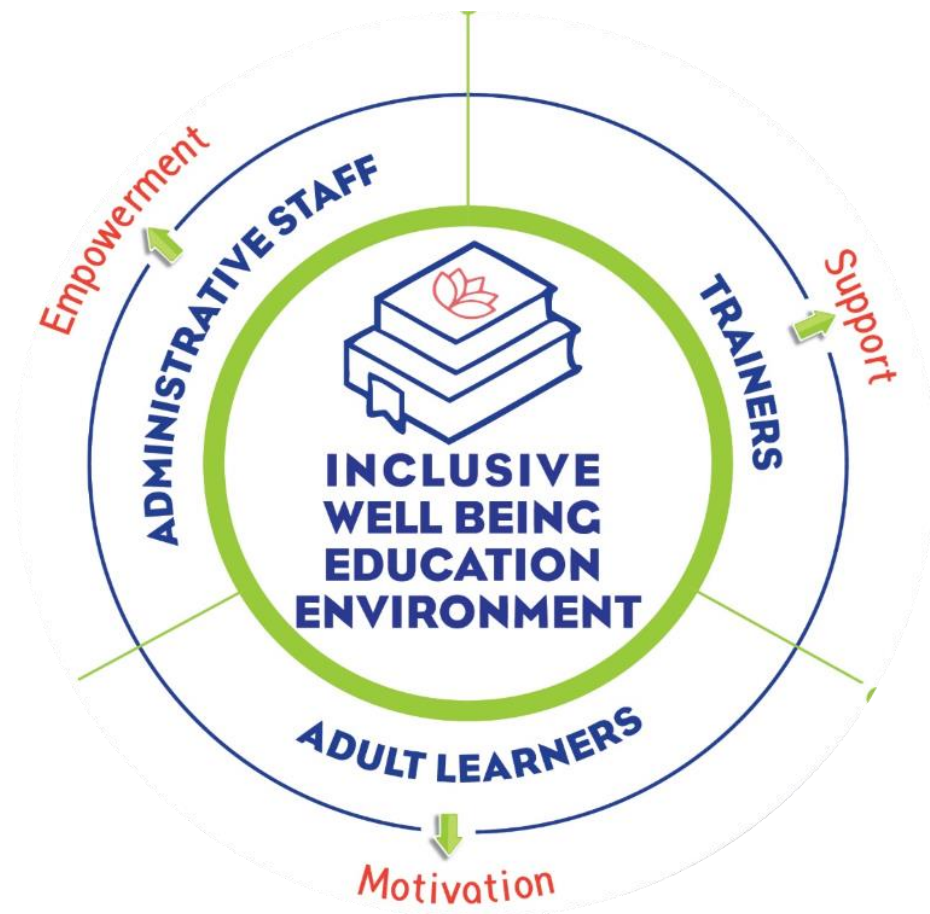 Empowerment
ADMINISTRATIVE STAFF
Support
TRAINERS
INCLUSIVE
WELL BEING
EDUCATION
ENVIRONMENT
ADULT LEARNERS
Motivation